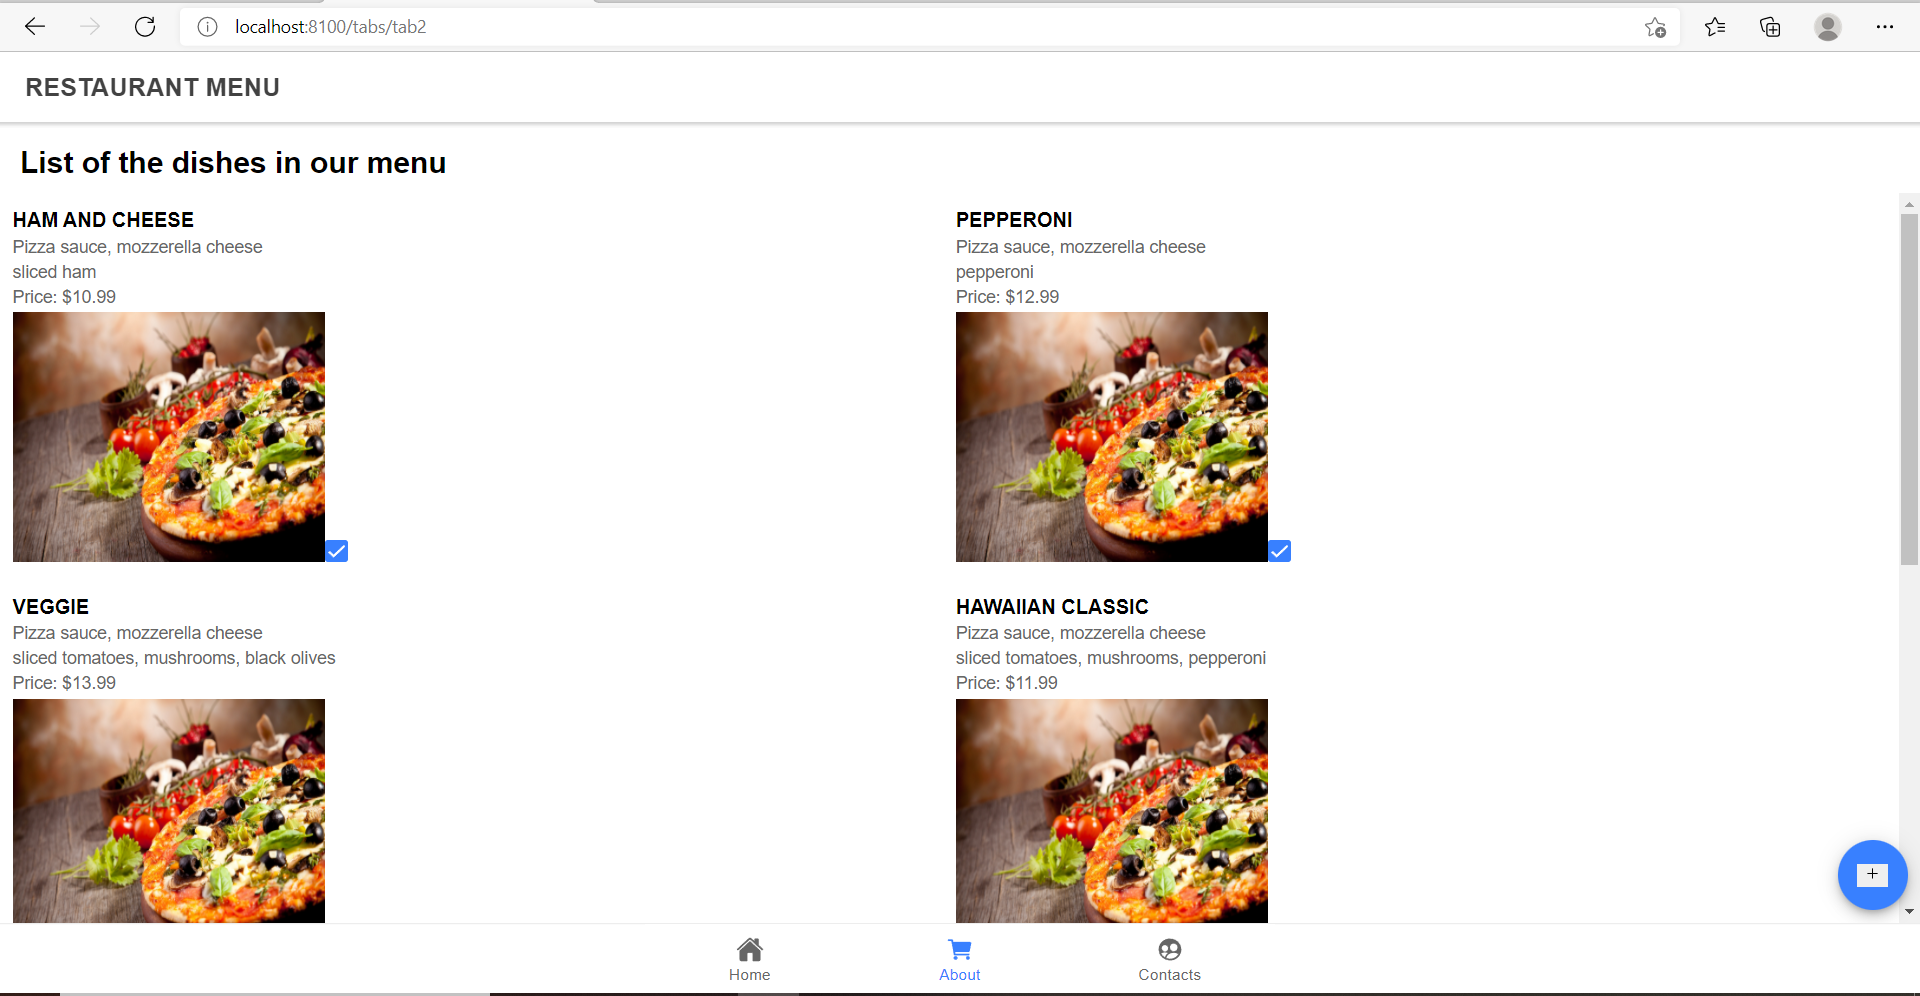 localhost:8100/tabs/tab2
RESTAURANT MENU
List of the dishes in our menu
HAM AND CHEESE
Pizza sauce, mozzerella cheese
sliced ham
Price: $10.99
PEPPERONI
Pizza sauce, mozzerella cheese
pepperoni
Price: $12.99
VEGGIE
Pizza sauce, mozzerella cheese
sliced tomatoes, mushrooms, black olives
Price: $13.99
HAWAIIAN CLASSIC
Pizza sauce, mozzerella cheese
sliced tomatoes, mushrooms, pepperoni
Price: $11.99
+
Home
About
Contacts